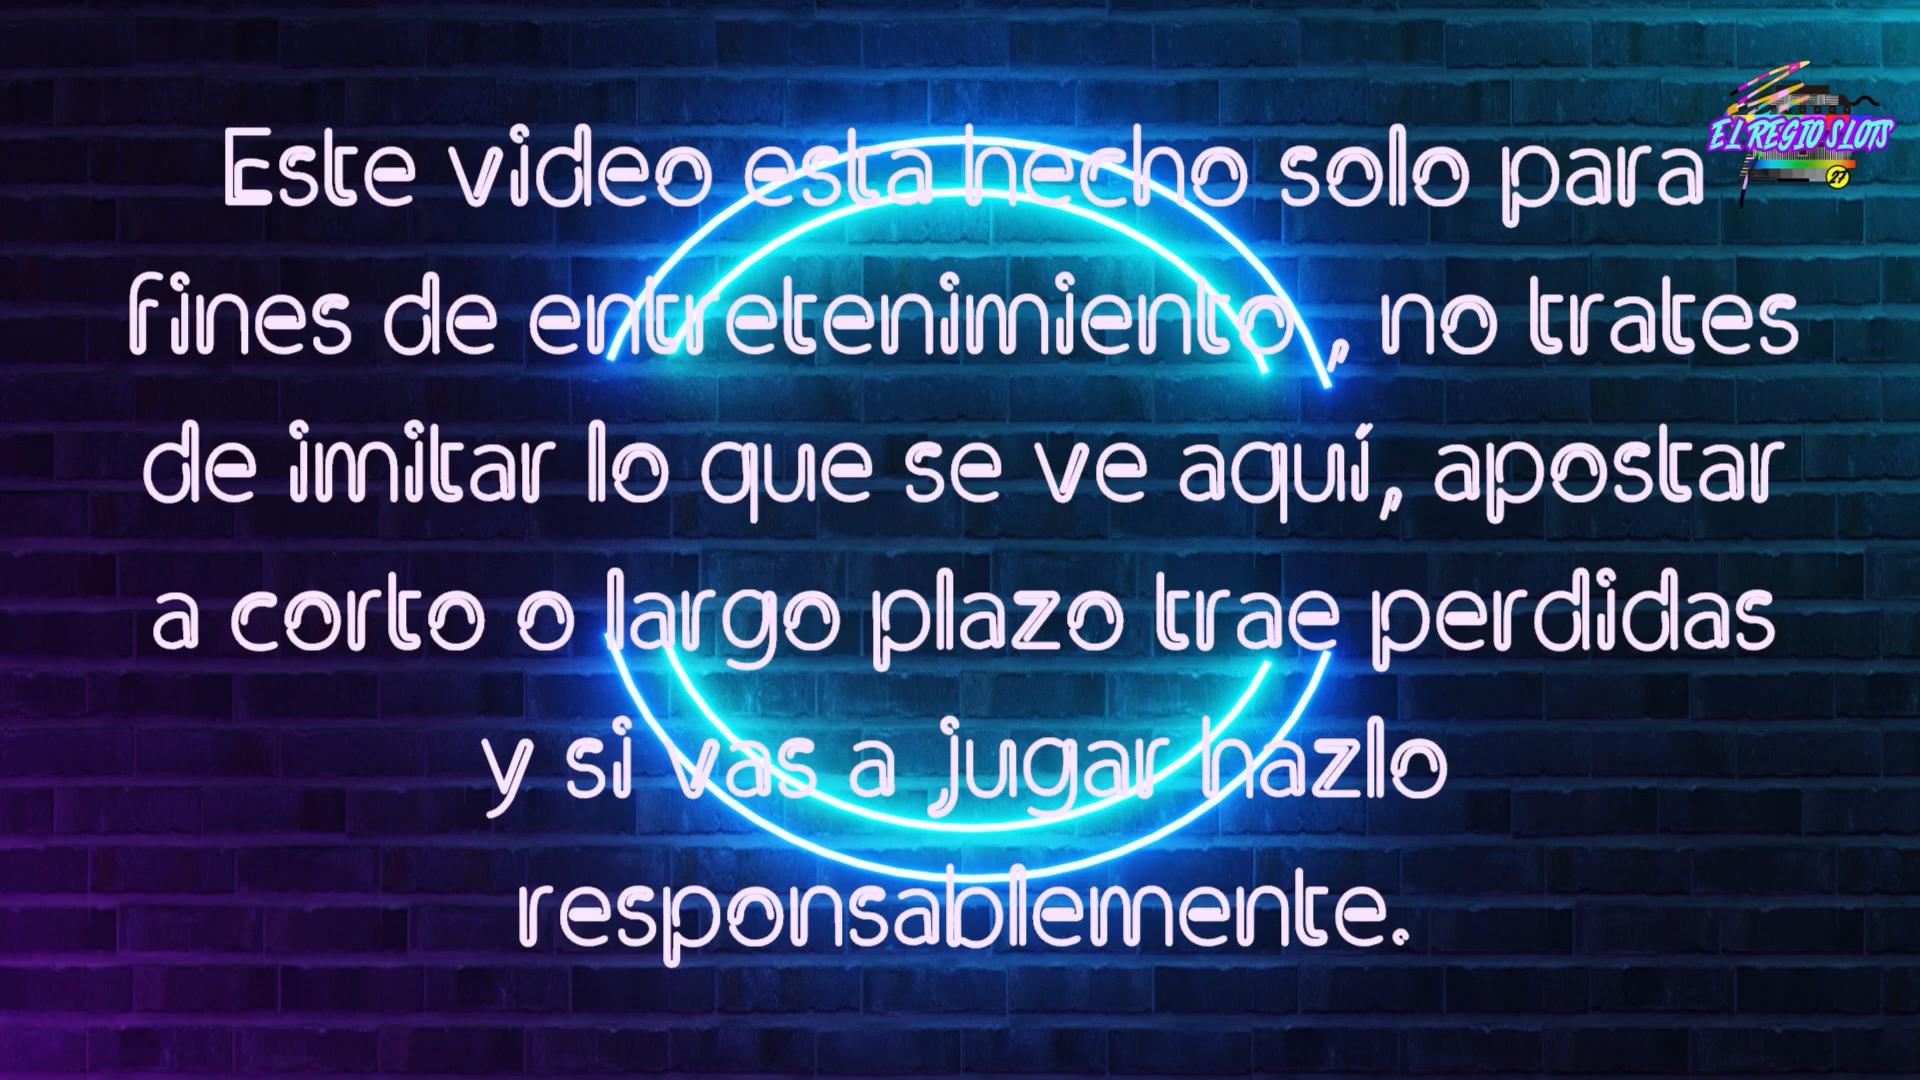 Este video esta hecho solo para
fines de entretenimiento , no trates
de imitar lo que se ve aquí, apostar
a corto o largo plazo trae perdidas
y si vas a jugar hazlo
responsablemente.
EL REGIO SLOTS
27